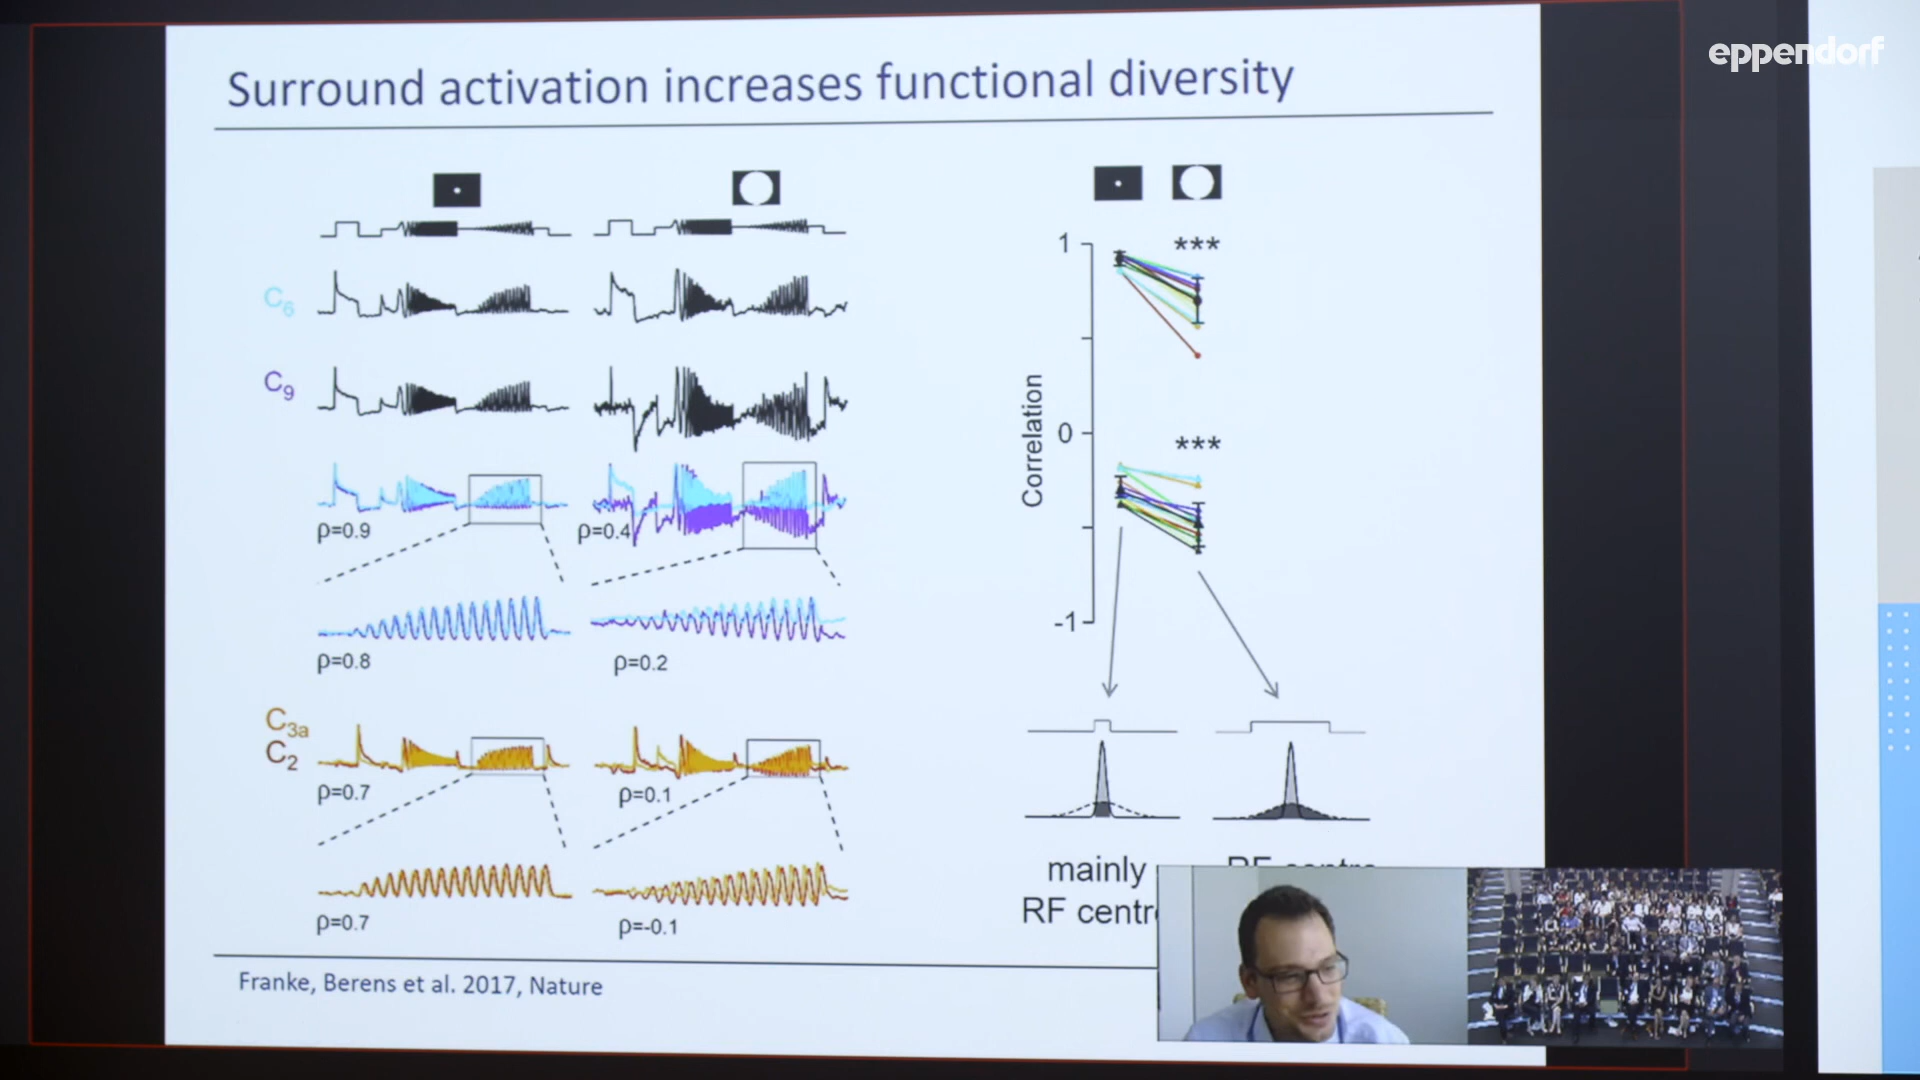 eppendorf
Surround activation increases functional diversity
C6
C9
ρ=0.9
ρ=0.4
ρ=0.8
ρ=0.2
C3a
C2
ρ=0.7
ρ=0.1
ρ=0.7
ρ=-0.1
***
1
***
0
-1
Correlation
mainly
RF centre
RF centr
Franke, Berens et al. 2017, Nature